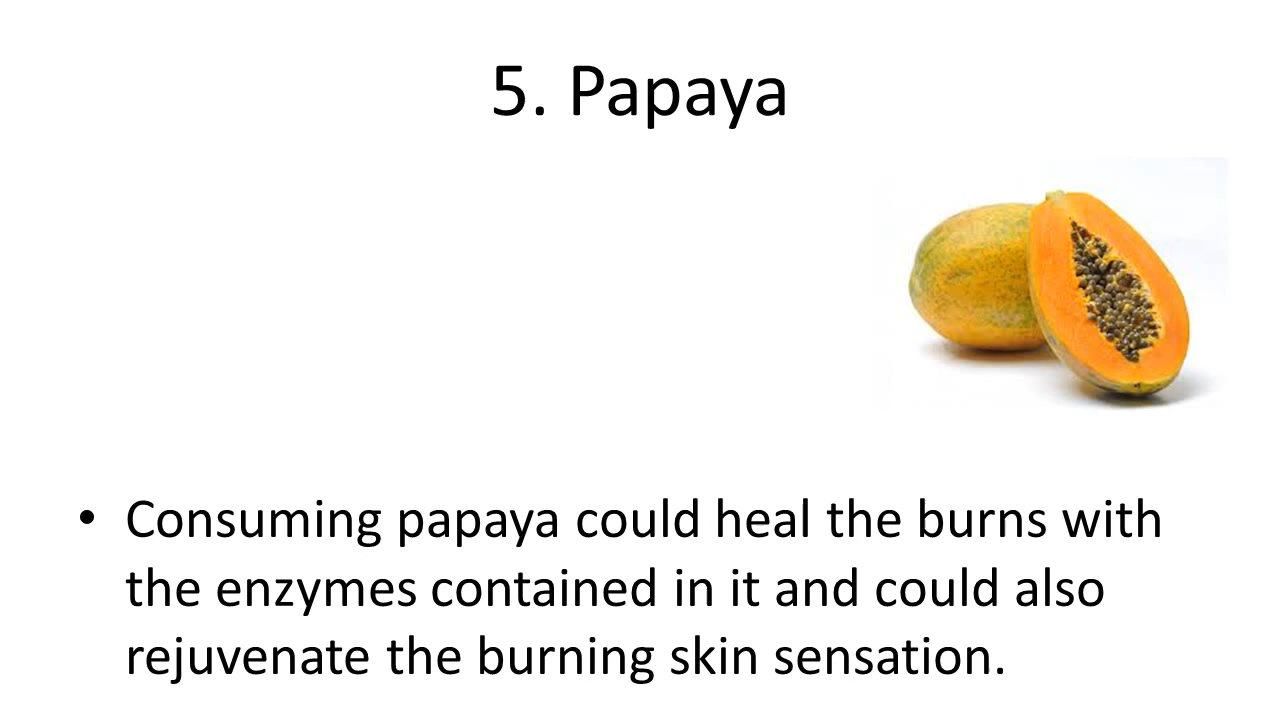 5. Papaya
• Consuming papaya could heal the burns with
the enzymes contained in it and could also
rejuvenate the burning skin sensation.